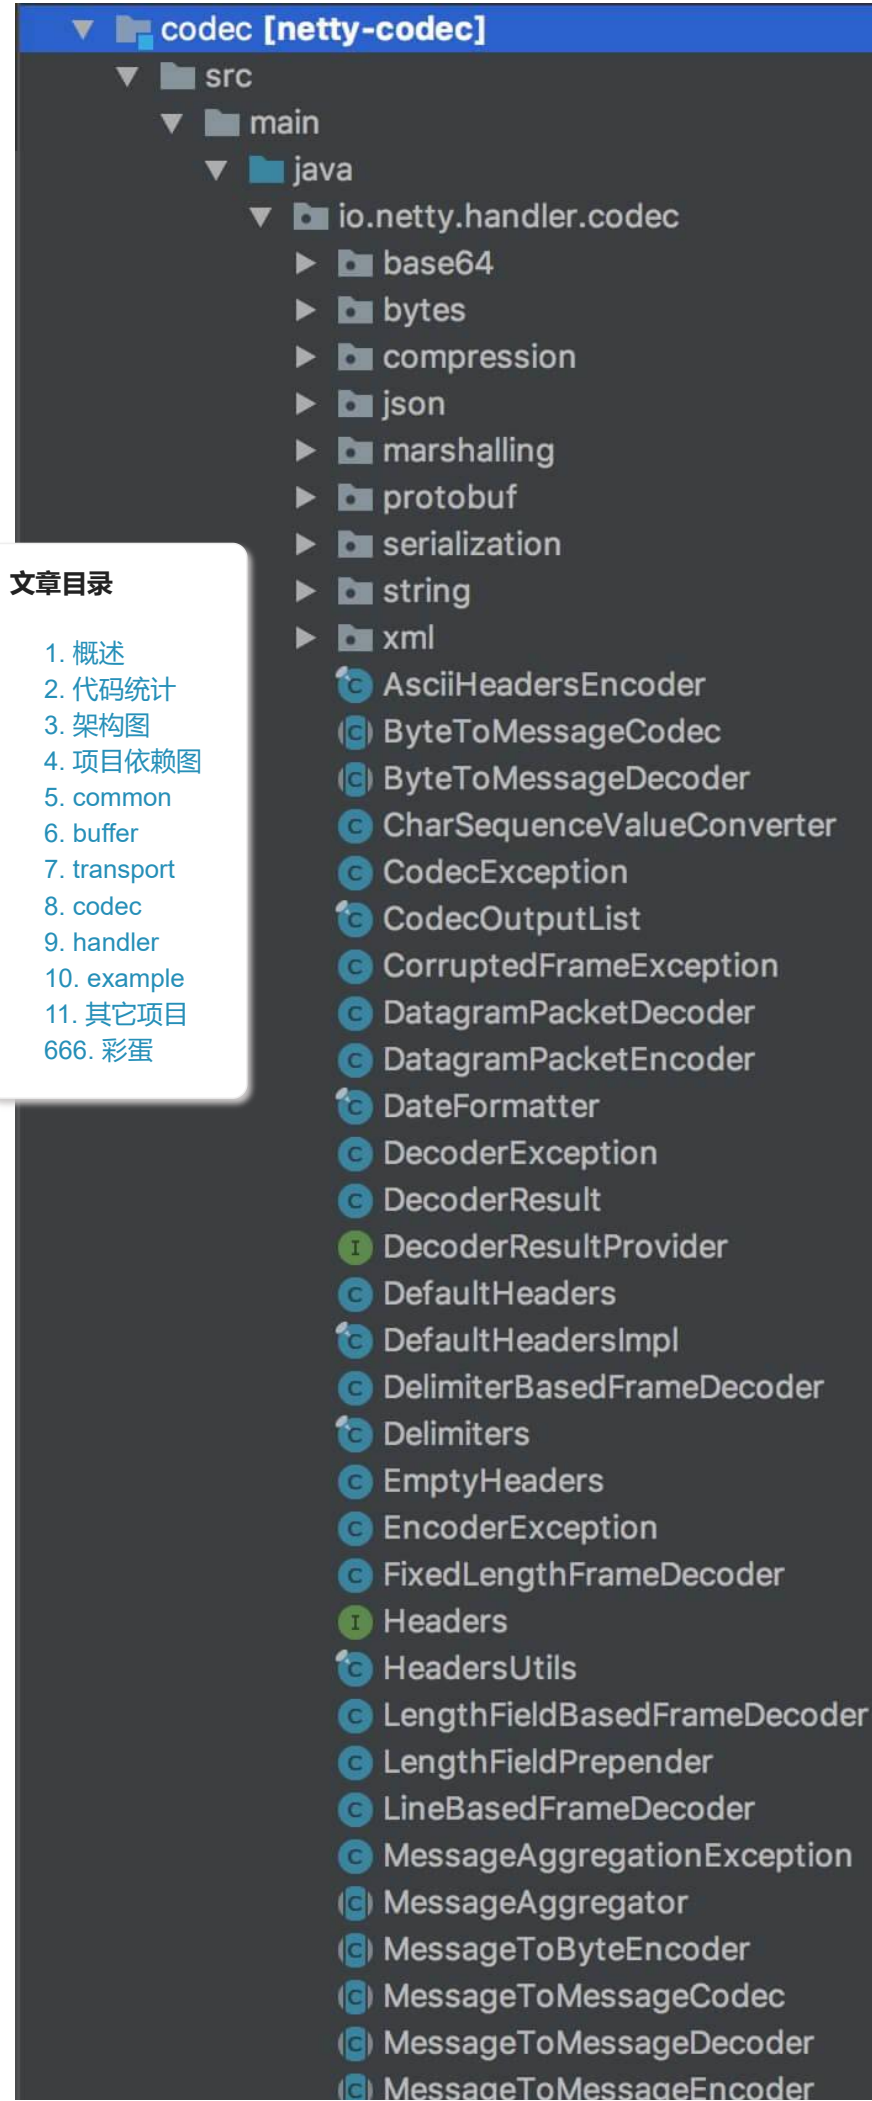 codec [netty-codec]
src
main
java
io.netty.handler.codec
base64
bytes
compression
json
marshalling
protobuf
serialization
string
xml
AsciiHeadersEncoder
ByteToMessageCodec
ByteToMessageDecoder
CharSequenceValueConverter
CodecException
CodecOutputList
CorruptedFrameException
DatagramPacketDecoder
DatagramPacketEncoder
DateFormatter
DecoderException
DecoderResult
DecoderResultProvider
DefaultHeaders
DefaultHeadersImpl
DelimiterBasedFrameDecoder
Delimiters
EmptyHeaders
EncoderException
FixedLengthFrameDecoder
Headers
HeadersUtils
LengthFieldBasedFrameDecoder
LengthFieldPrepender
LineBasedFrameDecoder
MessageAggregationException
MessageAggregator
MessageToByteEncoder
MessageToMessageCodec
MessageToMessageDecoder
MessageToMessageEncoder
文章目录
1. 概述
2. 代码统计
3. 架构图
4. 项目依赖图
5. common
6. buffer
7. transport
8. codec
9. handler
10. example
11. 其它项目
666. 彩蛋